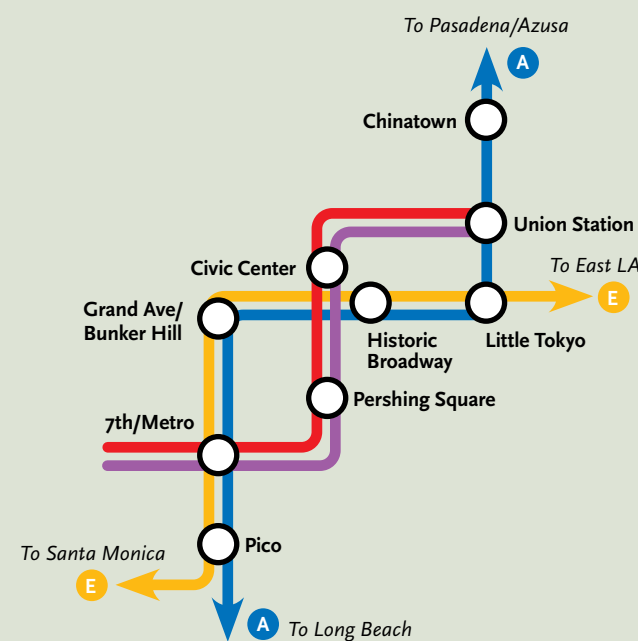 To Pasadena/Azusa
A
Chinatown
Union Station
Civic Center
To East LA
E
Grand Ave/
Bunker Hill
Historic
Broadway
Little Tokyo
Pershing Square
7th/Metro
Pico
To Santa Monica
E
A
To Long Beach